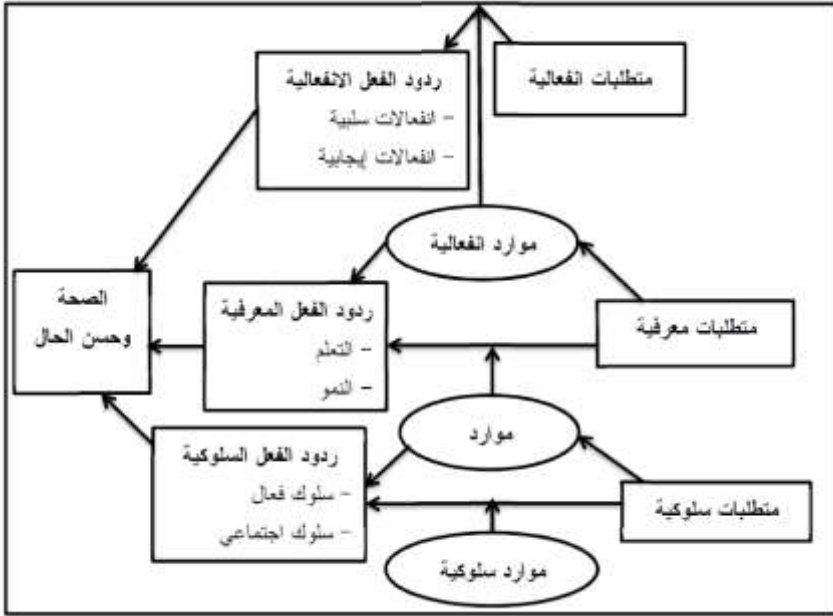 متطلبات انفعالية
ردود الفعل الانفعالية
- انفعالات سلبية
- انفعالات إيجابية
موارد انفعالية
متطلبات معرفية
ردود الفعل المعرفية
- التعلم
- النمو
الصحة
وحسن الحال
موارد
متطلبات سلوكية
ردود الفعل السلوكية
- سلوك فعال
- سلوك اجتماعي
موارد سلوكية